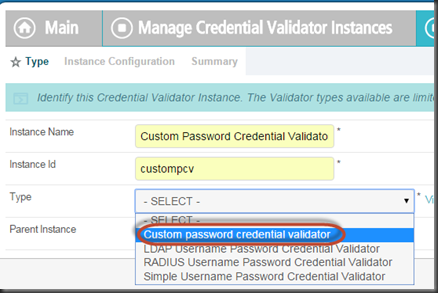 Main
Manage Credential Validator Instances
Type Instance Configuration Summary
Identify this Credential Validator Instance. The Validator types available are limite
Instance Name
Custom Password Credential Validato *
Instance Id
custompcv *
Type
- SELECT - * Vi
- SELECT -
Custom password credential validator
Parent Instance
LDAP Username Password Credential Validator
RADIUS Username Password Credential Validator
Simple Username Password Credential Validator